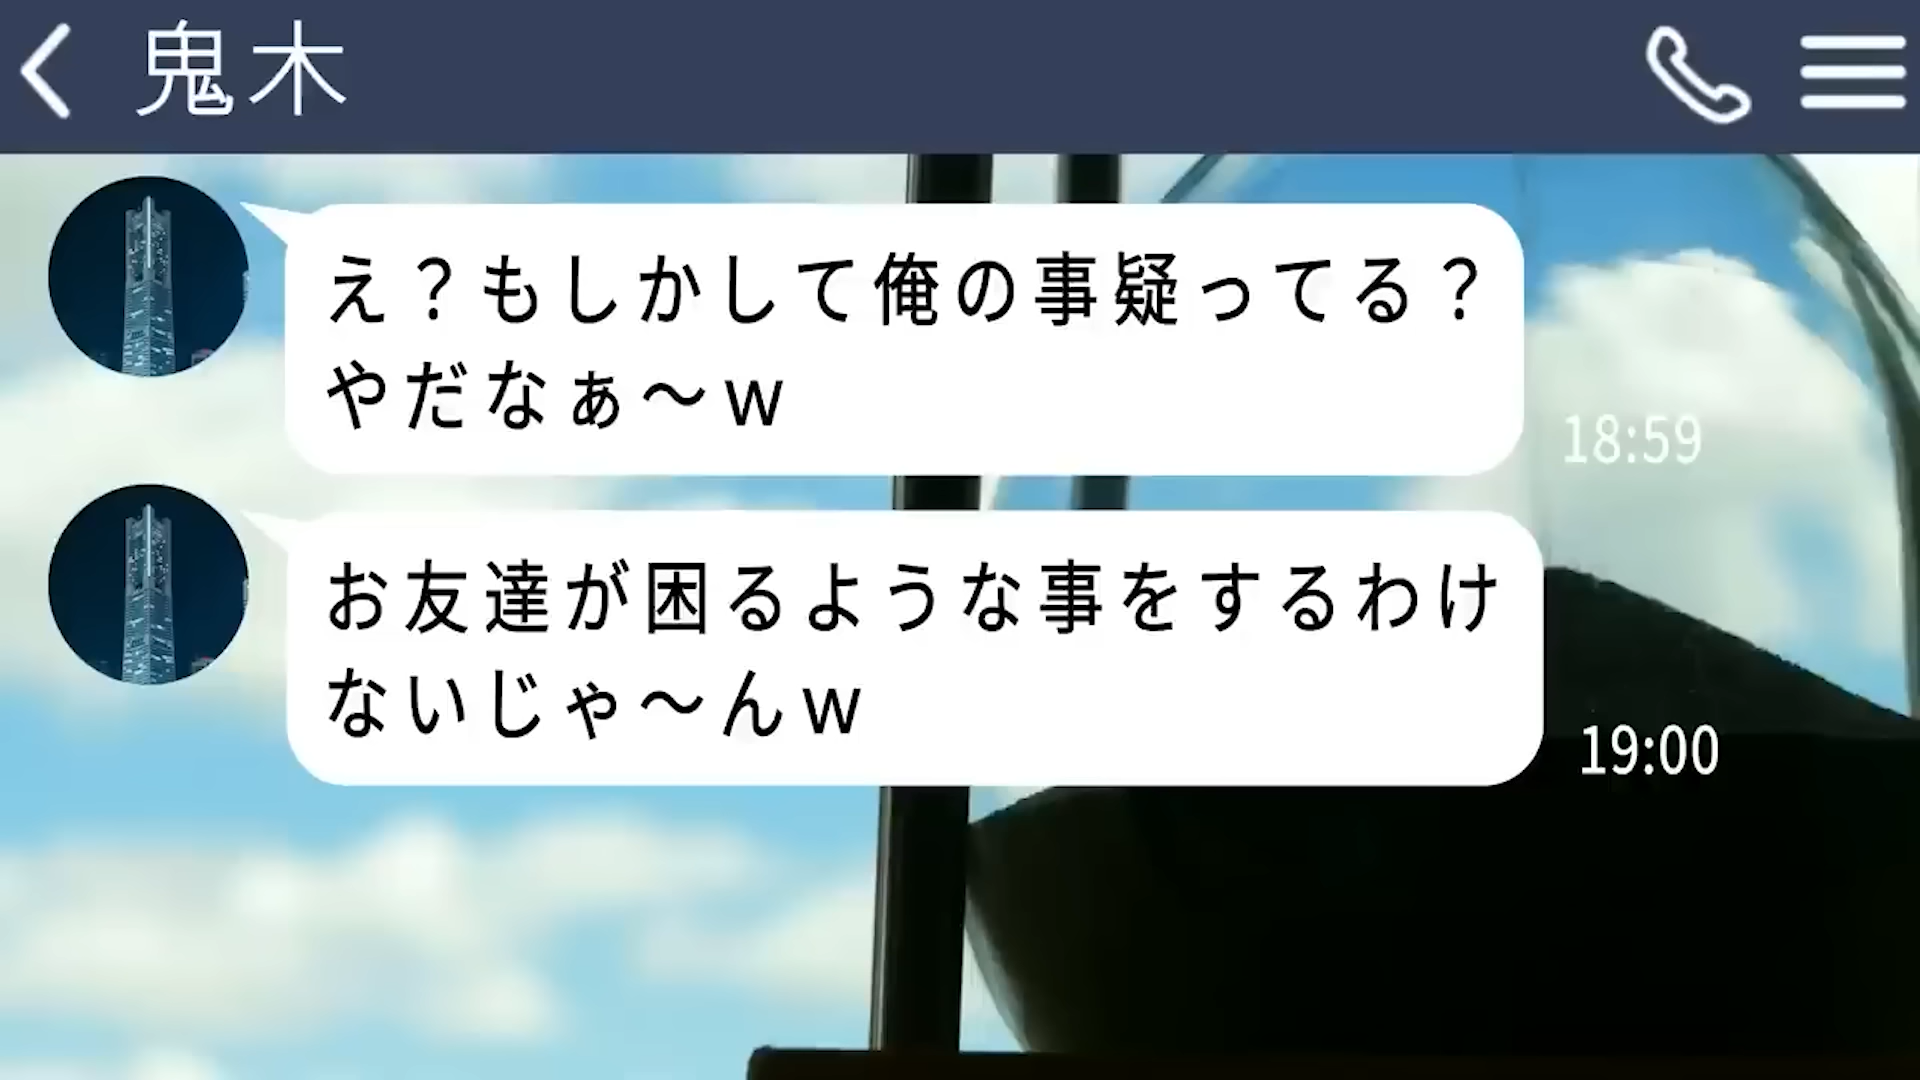 鬼木
え？もしかして俺の事疑ってる？
やだなぁ～w
18:59
お友達が困るような事をするわけ
ないじゃ～んw
19:00